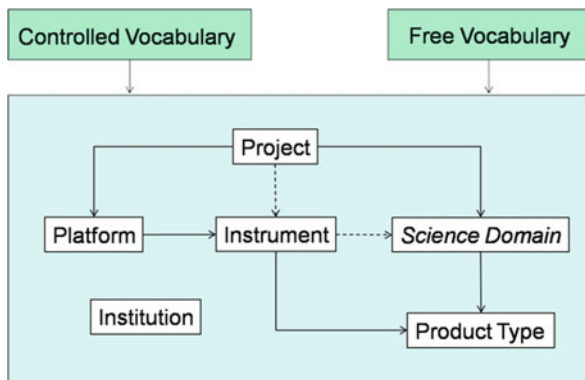 Controlled Vocabulary
Free Vocabulary
Project
Platform
Instrument
Science Domain
Institution
Product Type